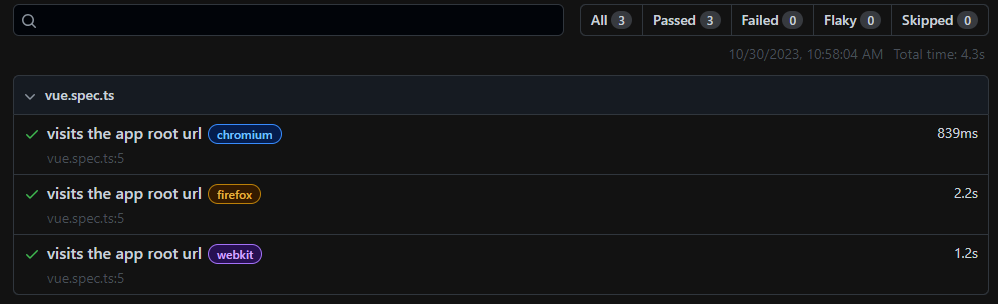 All 3 Passed 3 Failed 0 Flaky 0 Skipped 0
10/30/2023, 10:58:04 AM Total time: 4.3s
vue.spec.ts
visits the app root url chromium 839ms
vue.spec.ts:5
visits the app root url firefox 2.2s
vue.spec.ts:5
visits the app root url webkit 1.2s
vue.spec.ts:5